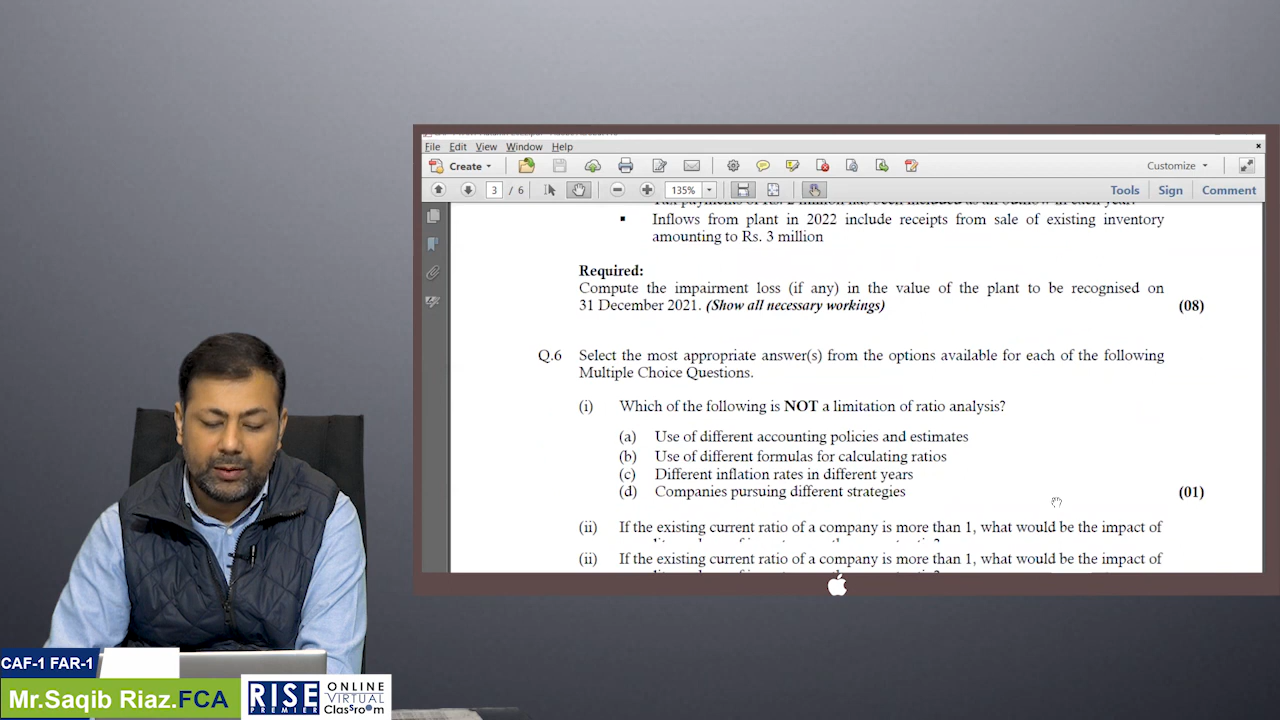 File Edit View Window Help
Create
Customize
3 / 6
135%
Tools Sign Comment
Inflows from plant in 2022 include receipts from sale of existing inventory
amounting to Rs. 3 million
Required:
Compute the impairment loss (if any) in the value of the plant to be recognised on
31 December 2021. (Show all necessary workings) (08)
Q.6 Select the most appropriate answer(s) from the options available for each of the following
Multiple Choice Questions.
(i) Which of the following is NOT a limitation of ratio analysis?
(a) Use of different accounting policies and estimates
(b) Use of different formulas for calculating ratios
(c) Different inflation rates in different years
(d) Companies pursuing different strategies (01)
(ii) If the existing current ratio of a company is more than 1, what would be the impact of
(ii) If the existing current ratio of a company is more than 1, what would be the impact of
CAF-1 FAR-1
Mr.Saqib Riaz.FCA
RISE
PREMIER
ONLINE
VIRTUAL
Classroom